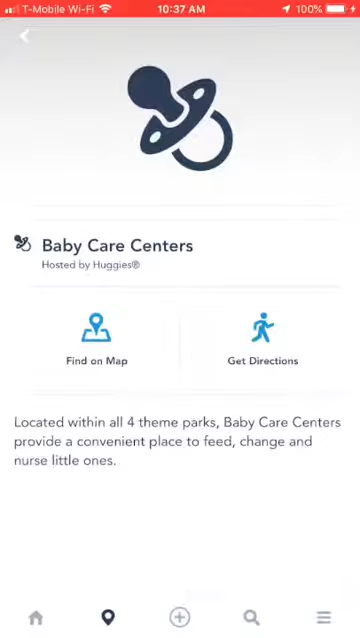 T-Mobile Wi-Fi 10:37 AM 100%
Baby Care Centers
Hosted by Huggies®
Find on Map Get Directions
Located within all 4 theme parks, Baby Care Centers
provide a convenient place to feed, change and
nurse little ones.